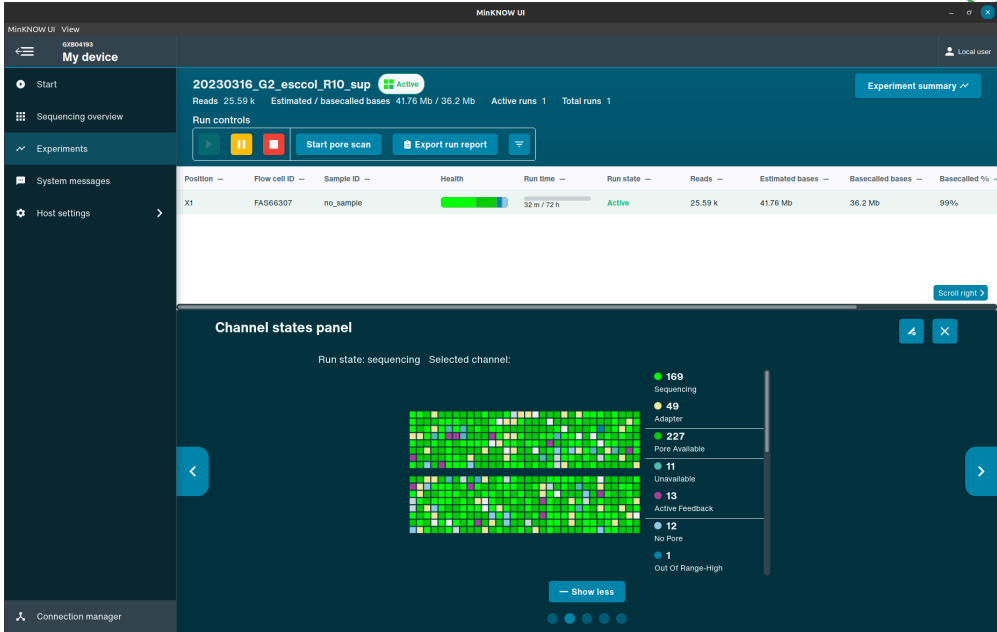 MinKNOW UI
MinKNOW UI View
GXB04193
My device
Local user
Start
Sequencing overview
Experiments
System messages
Host settings
Connection manager
20230316_G2_esccol_R10_sup Active
Experiment summary
Reads 25.59 k Estimated / basecalled bases 41.76 Mb / 36.2 Mb Active runs 1 Total runs 1
Run controls
Start pore scan Export run report
Position Flow cell ID Sample ID Health Run time Run state Reads Estimated bases Basecalled bases Basecalled %
X1 FAS66307 no_sample 32 m / 72 h Active 25.59 k 41.76 Mb 36.2 Mb 99%
Scroll right
Channel states panel
Run state: sequencing Selected channel:
169
Sequencing
49
Adapter
227
Pore Available
11
Unavailable
13
Active Feedback
12
No Pore
1
Out Of Range-High
Show less